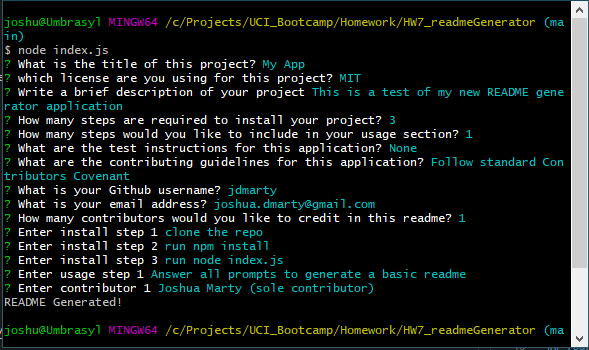 joshu@Umbrasyl MINGW64 /c/Projects/UCI_Bootcamp/Homework/HW7_readmeGenerator (ma
in)
$ node index.js
? What is the title of this project? My App
? which license are you using for this project? MIT
? Write a brief description of your project This is a test of my new README gene
rator application
? How many steps are required to install your project? 3
? How many steps would you like to include in your usage section? 1
? What are the test instructions for this application? None
? What are the contributing guidelines for this application? Follow standard Con
tributors Covenant
? What is your Github username? jdmarty
? What is your email address? joshua.dmarty@gmail.com
? How many contributors would you like to credit in this readme? 1
? Enter install step 1 clone the repo
? Enter install step 2 run npm install
? Enter install step 3 run node index.js
? Enter usage step 1 Answer all prompts to generate a basic readme
? Enter contributor 1 Joshua Marty (sole contributor)
README Generated!
joshu@Umbrasyl MINGW64 /c/Projects/UCI_Bootcamp/Homework/HW7_readmeGenerator (ma